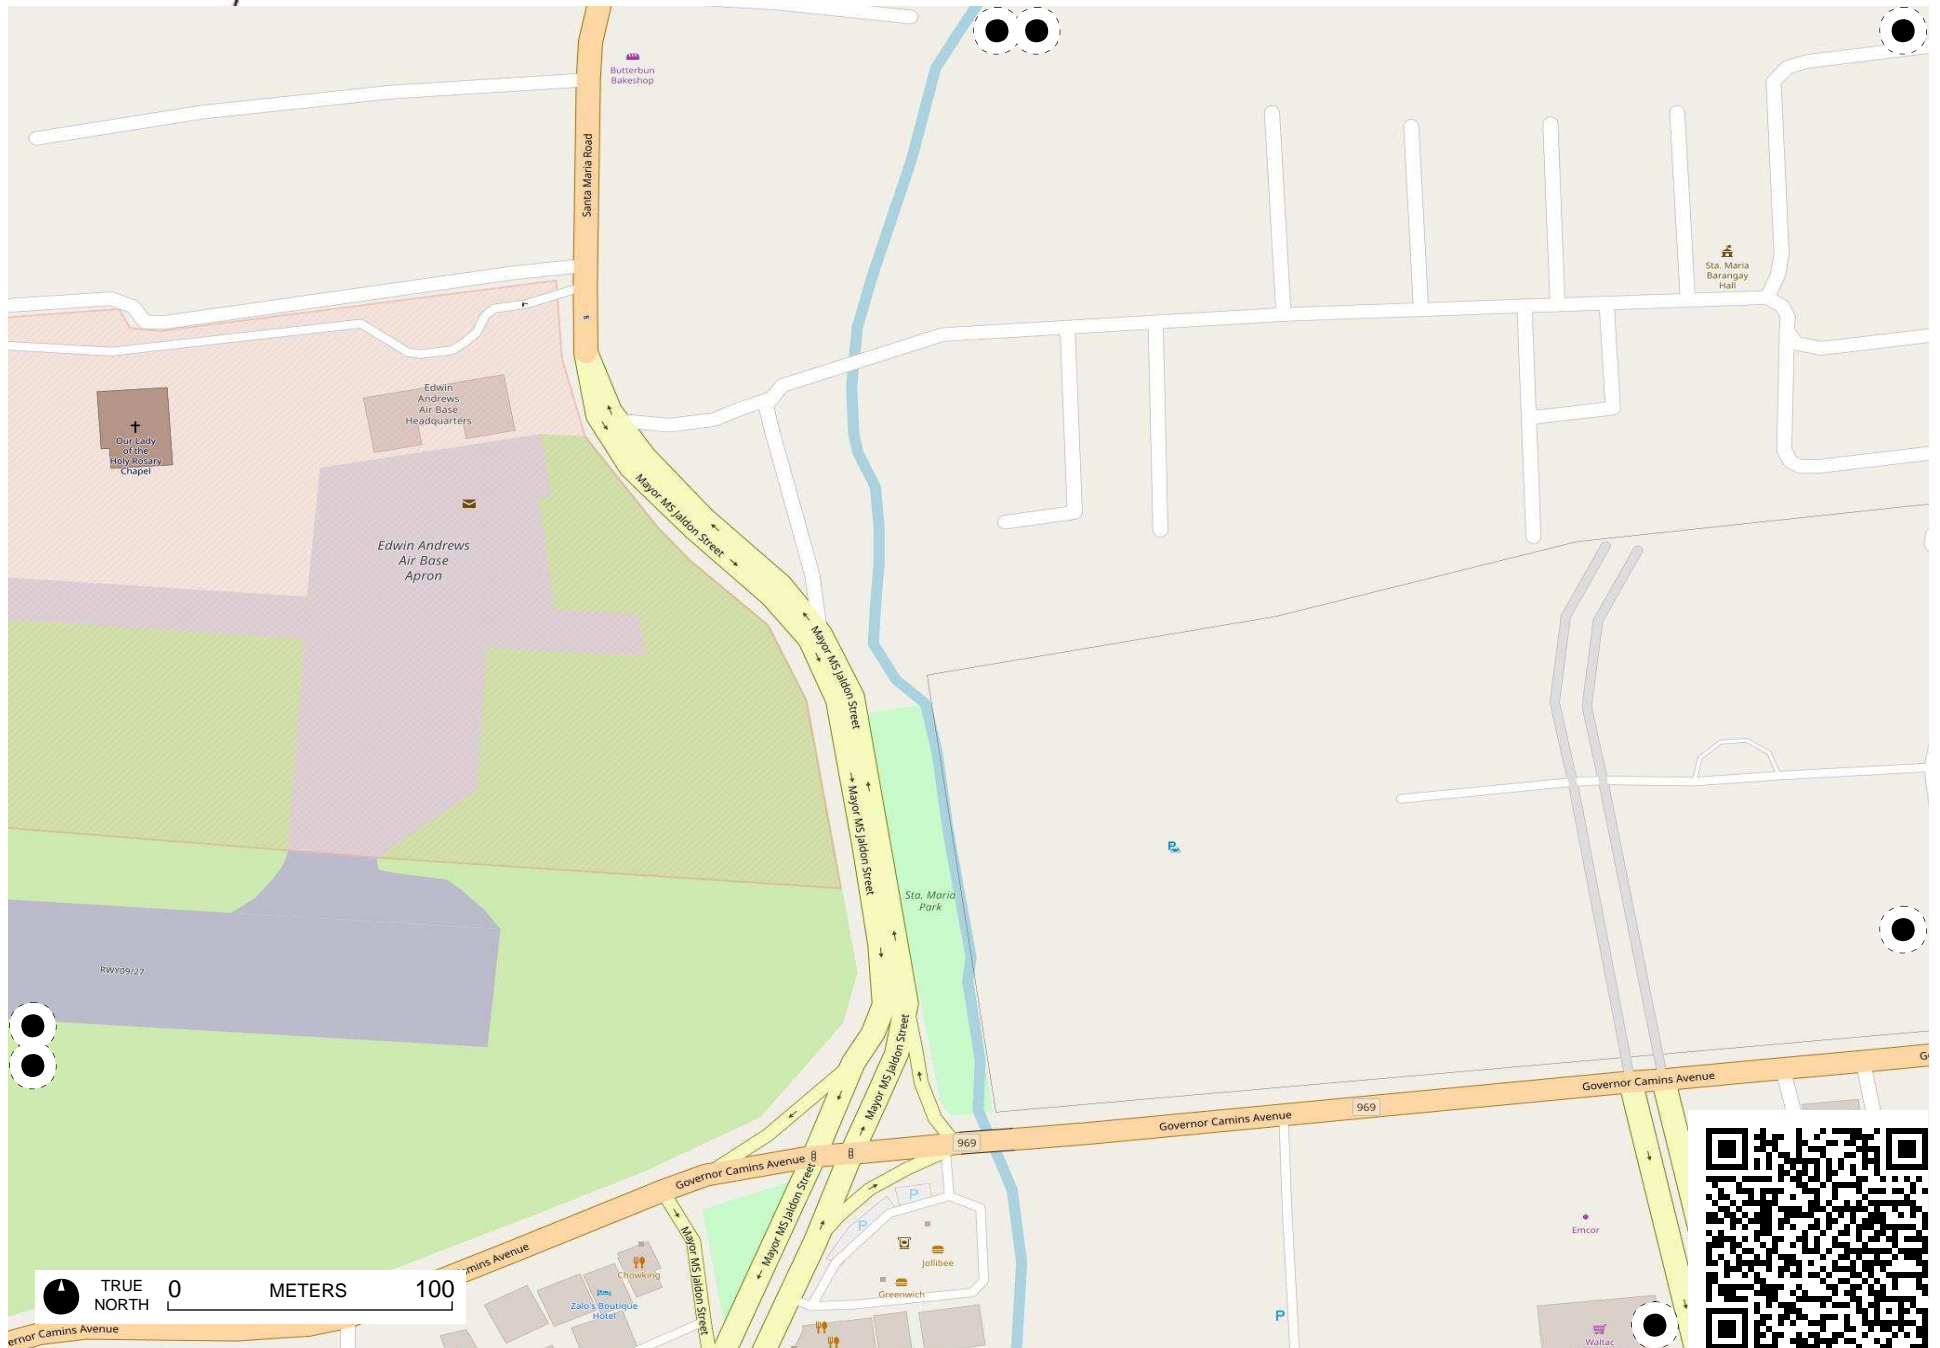 Butterbun
Bakeshop
Santa Maria Road
Sta. Maria
Barangay
Hall
Edwin
Andrews
Air Base
Headquarters
Our Lady
of the
Holy Rosary
Chapel
Mayor MS Jaldon Street
Edwin Andrews
Air Base
Apron
Mayor MS Jaldon Street
Mayor MS Jaldon Street
P
Sta. Maria
Park
RWY09/27
Mayor MS Jaldon Street
Governor Camins Avenue
969
Governor Camins Avenue
969
Governor Camins Avenue
Mayor MS Jaldon Street
P
P
Emcor
Mayor MS Jaldon Street
Jollibee
Chowking
Greenwich
Zalo's Boutique
Hotel
P
Waltac
mins Avenue
ernor Camins Avenue
TRUE
NORTH
0 METERS 100